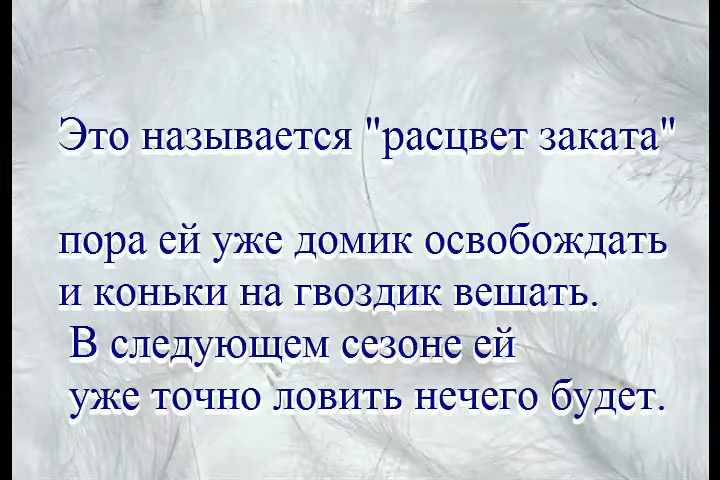 Это называется "расцвет заката"
пора ей уже домик освобождать
и коньки на гвоздик вешать.
В следующем сезоне ей
уже точно ловить нечего будет.